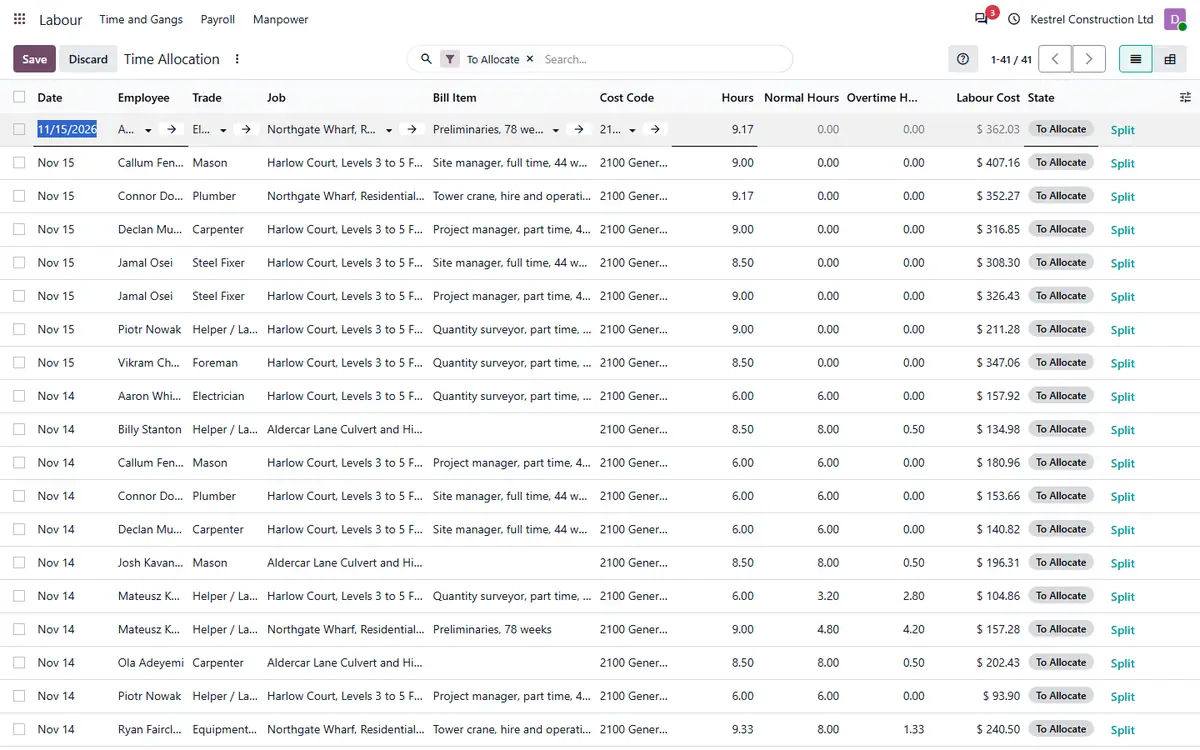 Labour Time and Gangs Payroll Manpower 3 Kestrel Construction Ltd D
Save Discard Time Allocation To Allocate Search... 1-41 / 41
Date Employee Trade Job Bill Item Cost Code Hours Normal Hours Overtime H... Labour Cost State
11/15/2026 A... El... Northgate Wharf, R... Preliminaries, 78 we... 21... 9.17 0.00 0.00 $ 362.03 To Allocate Split
Nov 15 Callum Fen... Mason Harlow Court, Levels 3 to 5 F... Site manager, full time, 44 w... 2100 Gener... 9.00 0.00 0.00 $ 407.16 To Allocate Split
Nov 15 Connor Do... Plumber Northgate Wharf, Residential... Tower crane, hire and operati... 2100 Gener... 9.17 0.00 0.00 $ 352.27 To Allocate Split
Nov 15 Declan Mu... Carpenter Harlow Court, Levels 3 to 5 F... Project manager, part time, 4... 2100 Gener... 9.00 0.00 0.00 $ 316.85 To Allocate Split
Nov 15 Jamal Osei Steel Fixer Harlow Court, Levels 3 to 5 F... Site manager, full time, 44 w... 2100 Gener... 8.50 0.00 0.00 $ 308.30 To Allocate Split
Nov 15 Jamal Osei Steel Fixer Harlow Court, Levels 3 to 5 F... Project manager, part time, 4... 2100 Gener... 9.00 0.00 0.00 $ 326.43 To Allocate Split
Nov 15 Piotr Nowak Helper / La... Harlow Court, Levels 3 to 5 F... Quantity surveyor, part time, ... 2100 Gener... 9.00 0.00 0.00 $ 211.28 To Allocate Split
Nov 15 Vikram Ch... Foreman Harlow Court, Levels 3 to 5 F... Quantity surveyor, part time, ... 2100 Gener... 8.50 0.00 0.00 $ 347.06 To Allocate Split
Nov 14 Aaron Whi... Electrician Harlow Court, Levels 3 to 5 F... Quantity surveyor, part time, ... 2100 Gener... 6.00 6.00 0.00 $ 157.92 To Allocate Split
Nov 14 Billy Stanton Helper / La... Aldercar Lane Culvert and Hi... 2100 Gener... 8.50 8.00 0.50 $ 134.98 To Allocate Split
Nov 14 Callum Fen... Mason Harlow Court, Levels 3 to 5 F... Project manager, part time, 4... 2100 Gener... 6.00 6.00 0.00 $ 180.96 To Allocate Split
Nov 14 Connor Do... Plumber Harlow Court, Levels 3 to 5 F... Site manager, full time, 44 w... 2100 Gener... 6.00 6.00 0.00 $ 153.66 To Allocate Split
Nov 14 Declan Mu... Carpenter Harlow Court, Levels 3 to 5 F... Site manager, full time, 44 w... 2100 Gener... 6.00 6.00 0.00 $ 140.82 To Allocate Split
Nov 14 Josh Kavan... Mason Aldercar Lane Culvert and Hi... 2100 Gener... 8.50 8.00 0.50 $ 196.31 To Allocate Split
Nov 14 Mateusz K... Helper / La... Harlow Court, Levels 3 to 5 F... Quantity surveyor, part time, ... 2100 Gener... 6.00 3.20 2.80 $ 104.86 To Allocate Split
Nov 14 Mateusz K... Helper / La... Northgate Wharf, Residential... Preliminaries, 78 weeks 2100 Gener... 9.00 4.80 4.20 $ 157.28 To Allocate Split
Nov 14 Ola Adeyemi Carpenter Aldercar Lane Culvert and Hi... 2100 Gener... 8.50 8.00 0.50 $ 202.43 To Allocate Split
Nov 14 Piotr Nowak Helper / La... Harlow Court, Levels 3 to 5 F... Project manager, part time, 4... 2100 Gener... 6.00 6.00 0.00 $ 93.90 To Allocate Split
Nov 14 Ryan Faircl... Equipment... Northgate Wharf, Residential... Tower crane, hire and operati... 2100 Gener... 9.33 8.00 1.33 $ 240.50 To Allocate Split